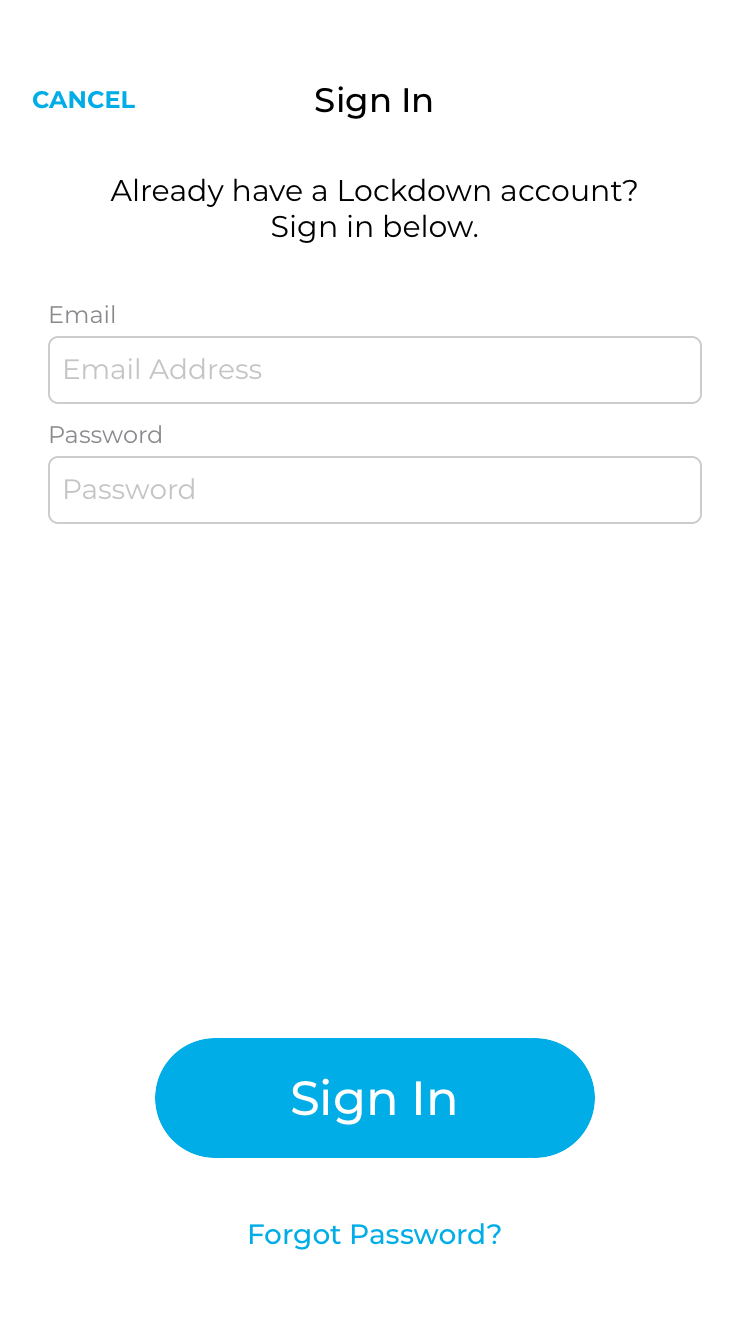 CANCEL
Sign In
Already have a Lockdown account?
Sign in below.
Email
Email Address
Password
Password
Sign In
Forgot Password?